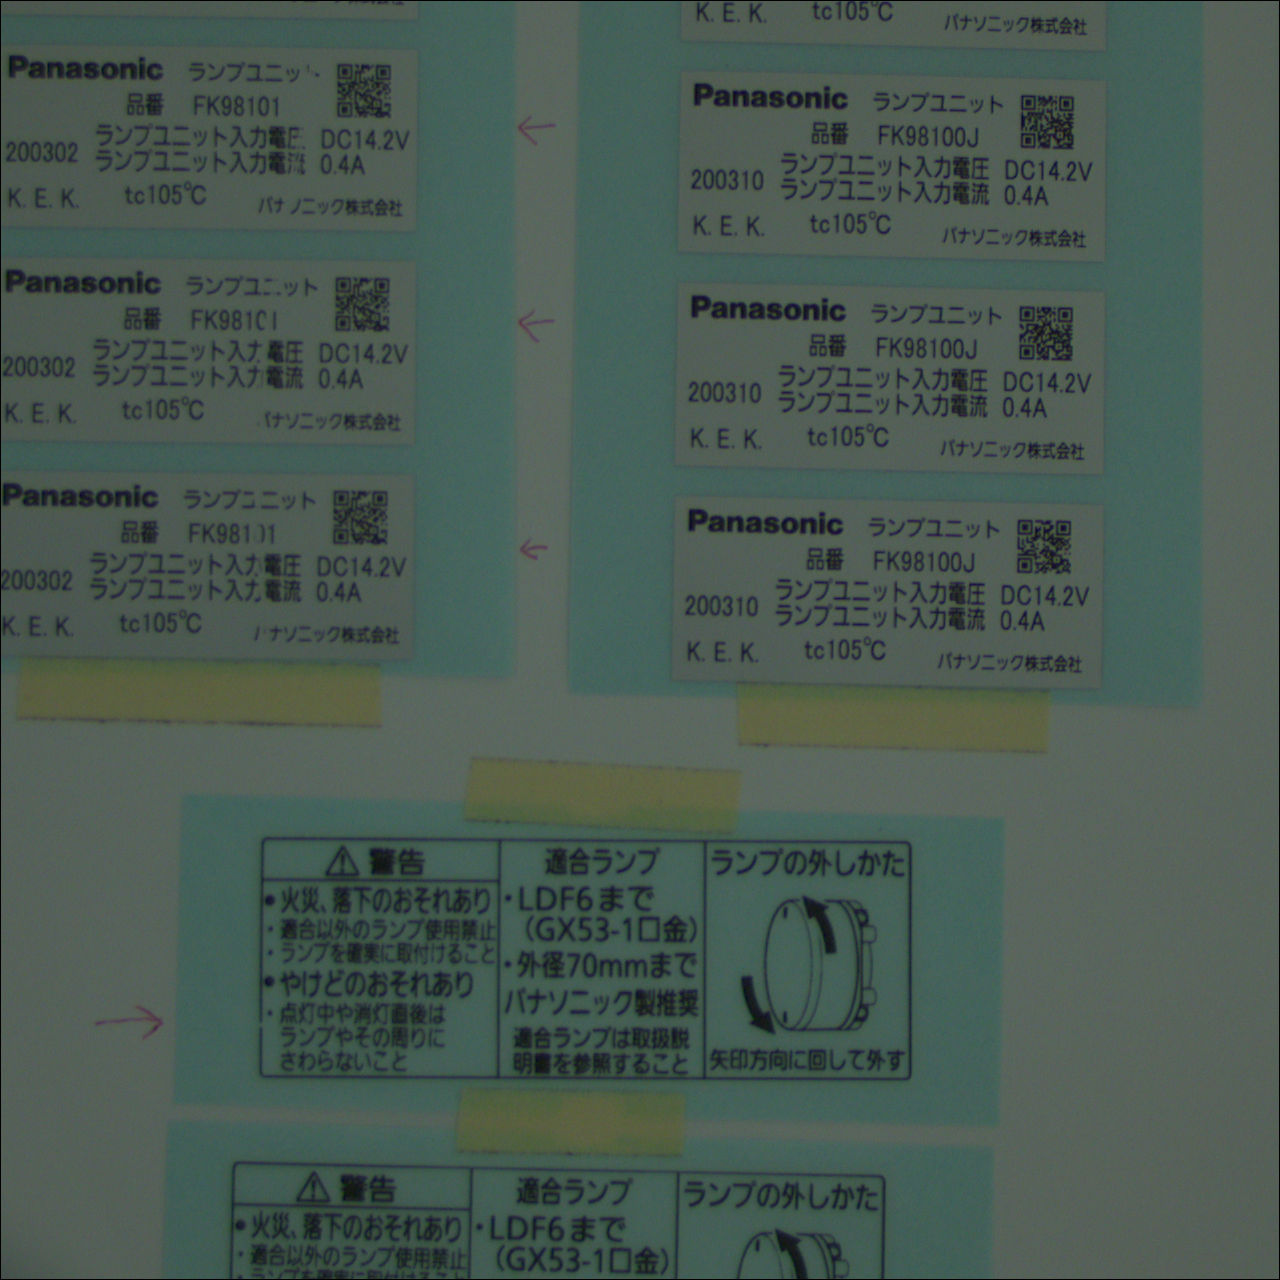 Panasonic ランプユニット
品番 FK98101
200302 ランプユニット入力電圧 DC14.2V
ランプユニット入力電流 0.4A
K. E. K. tc105℃ パナソニック株式会社
Panasonic ランプユニット
品番 FK98101
200302 ランプユニット入力電圧 DC14.2V
ランプユニット入力電流 0.4A
K. E. K. tc105℃ パナソニック株式会社
Panasonic ランプユニット
品番 FK98101
200302 ランプユニット入力電圧 DC14.2V
ランプユニット入力電流 0.4A
K. E. K. tc105℃ パナソニック株式会社
K. E. K. tc105℃ パナソニック株式会社
Panasonic ランプユニット
品番 FK98100J
200310 ランプユニット入力電圧 DC14.2V
ランプユニット入力電流 0.4A
K. E. K. tc105℃ パナソニック株式会社
Panasonic ランプユニット
品番 FK98100J
200310 ランプユニット入力電圧 DC14.2V
ランプユニット入力電流 0.4A
K. E. K. tc105℃ パナソニック株式会社
Panasonic ランプユニット
品番 FK98100J
200310 ランプユニット入力電圧 DC14.2V
ランプユニット入力電流 0.4A
K. E. K. tc105℃ パナソニック株式会社
⚠ 警告
・火災、落下のおそれあり
・適合以外のランプ使用禁止
・ランプを確実に取付けること
・やけどのおそれあり
・点灯中や消灯直後は
ランプやその周りに
さわらないこと
適合ランプ
・LDF6まで
(GX53-1口金)
・外径70mmまで
パナソニック製推奨
適合ランプは取扱説
明書を参照すること
ランプの外しかた
矢印方向に回して外す
⚠ 警告
・火災、落下のおそれあり
・適合以外のランプ使用禁止
・ランプを確実に取付けること
適合ランプ
・LDF6まで
(GX53-1口金)
ランプの外しかた